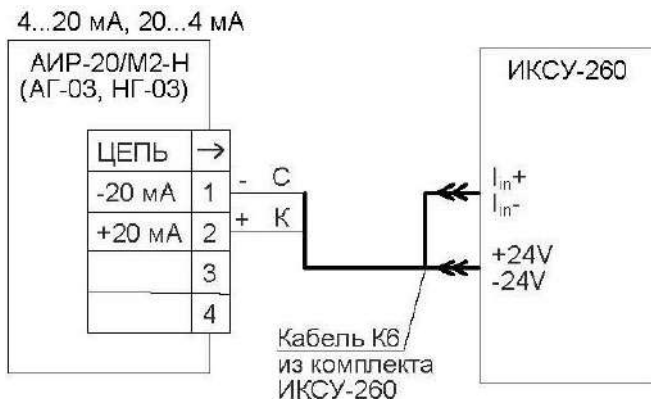 4...20 мА, 20...4 мА
АИР-20/М2-Н
(АГ-03, НГ-03)
ИКСУ-260
ЦЕПЬ →
-20 мА 1 - С
+20 мА 2 + К
3
4
Iin+
Iin-
+24V
-24V
Кабель К6
из комплекта
ИКСУ-260